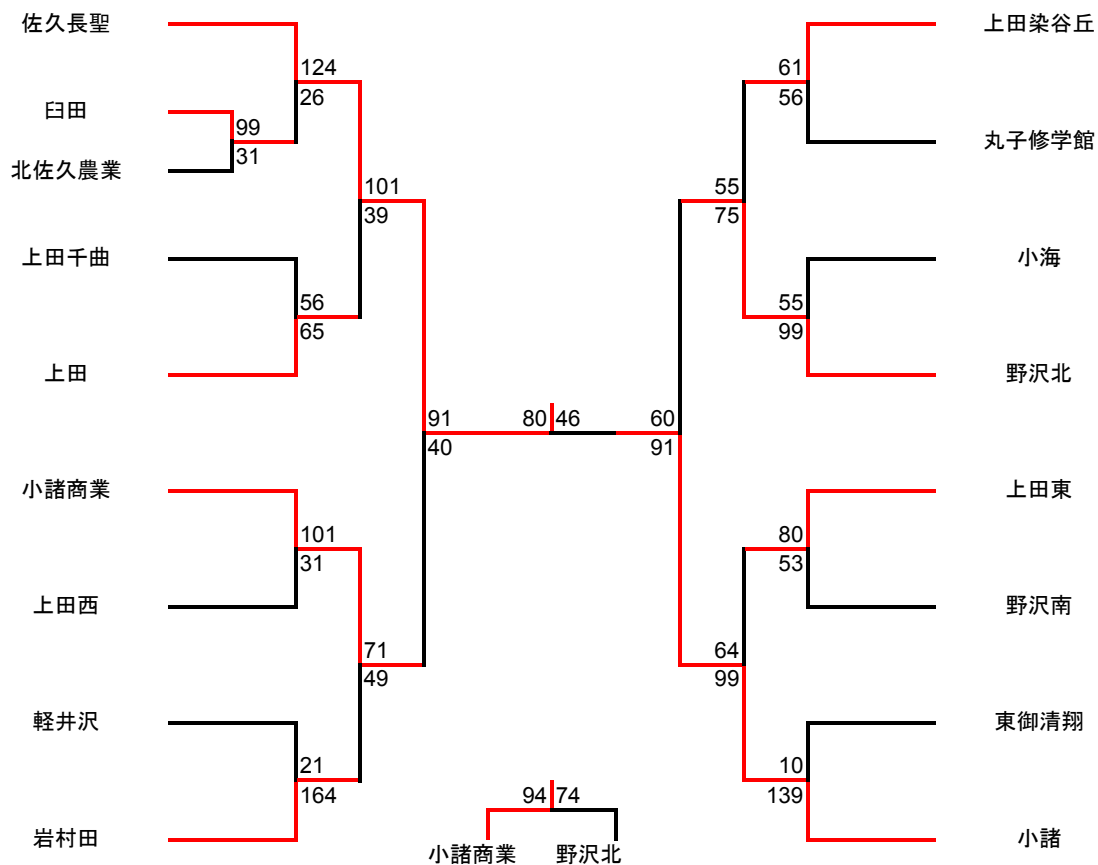 佐久長聖
上田染谷丘
124
61
26
56
臼田
99
31
北佐久農業
丸子修学館
101
55
39
75
上田千曲
小海
56
55
65
99
上田
野沢北
91
80
46
60
40
91
小諸商業
上田東
101
80
31
53
上田西
野沢南
71
64
49
99
軽井沢
東御清翔
21
10
164
139
94
74
岩村田
小諸
小諸商業
野沢北